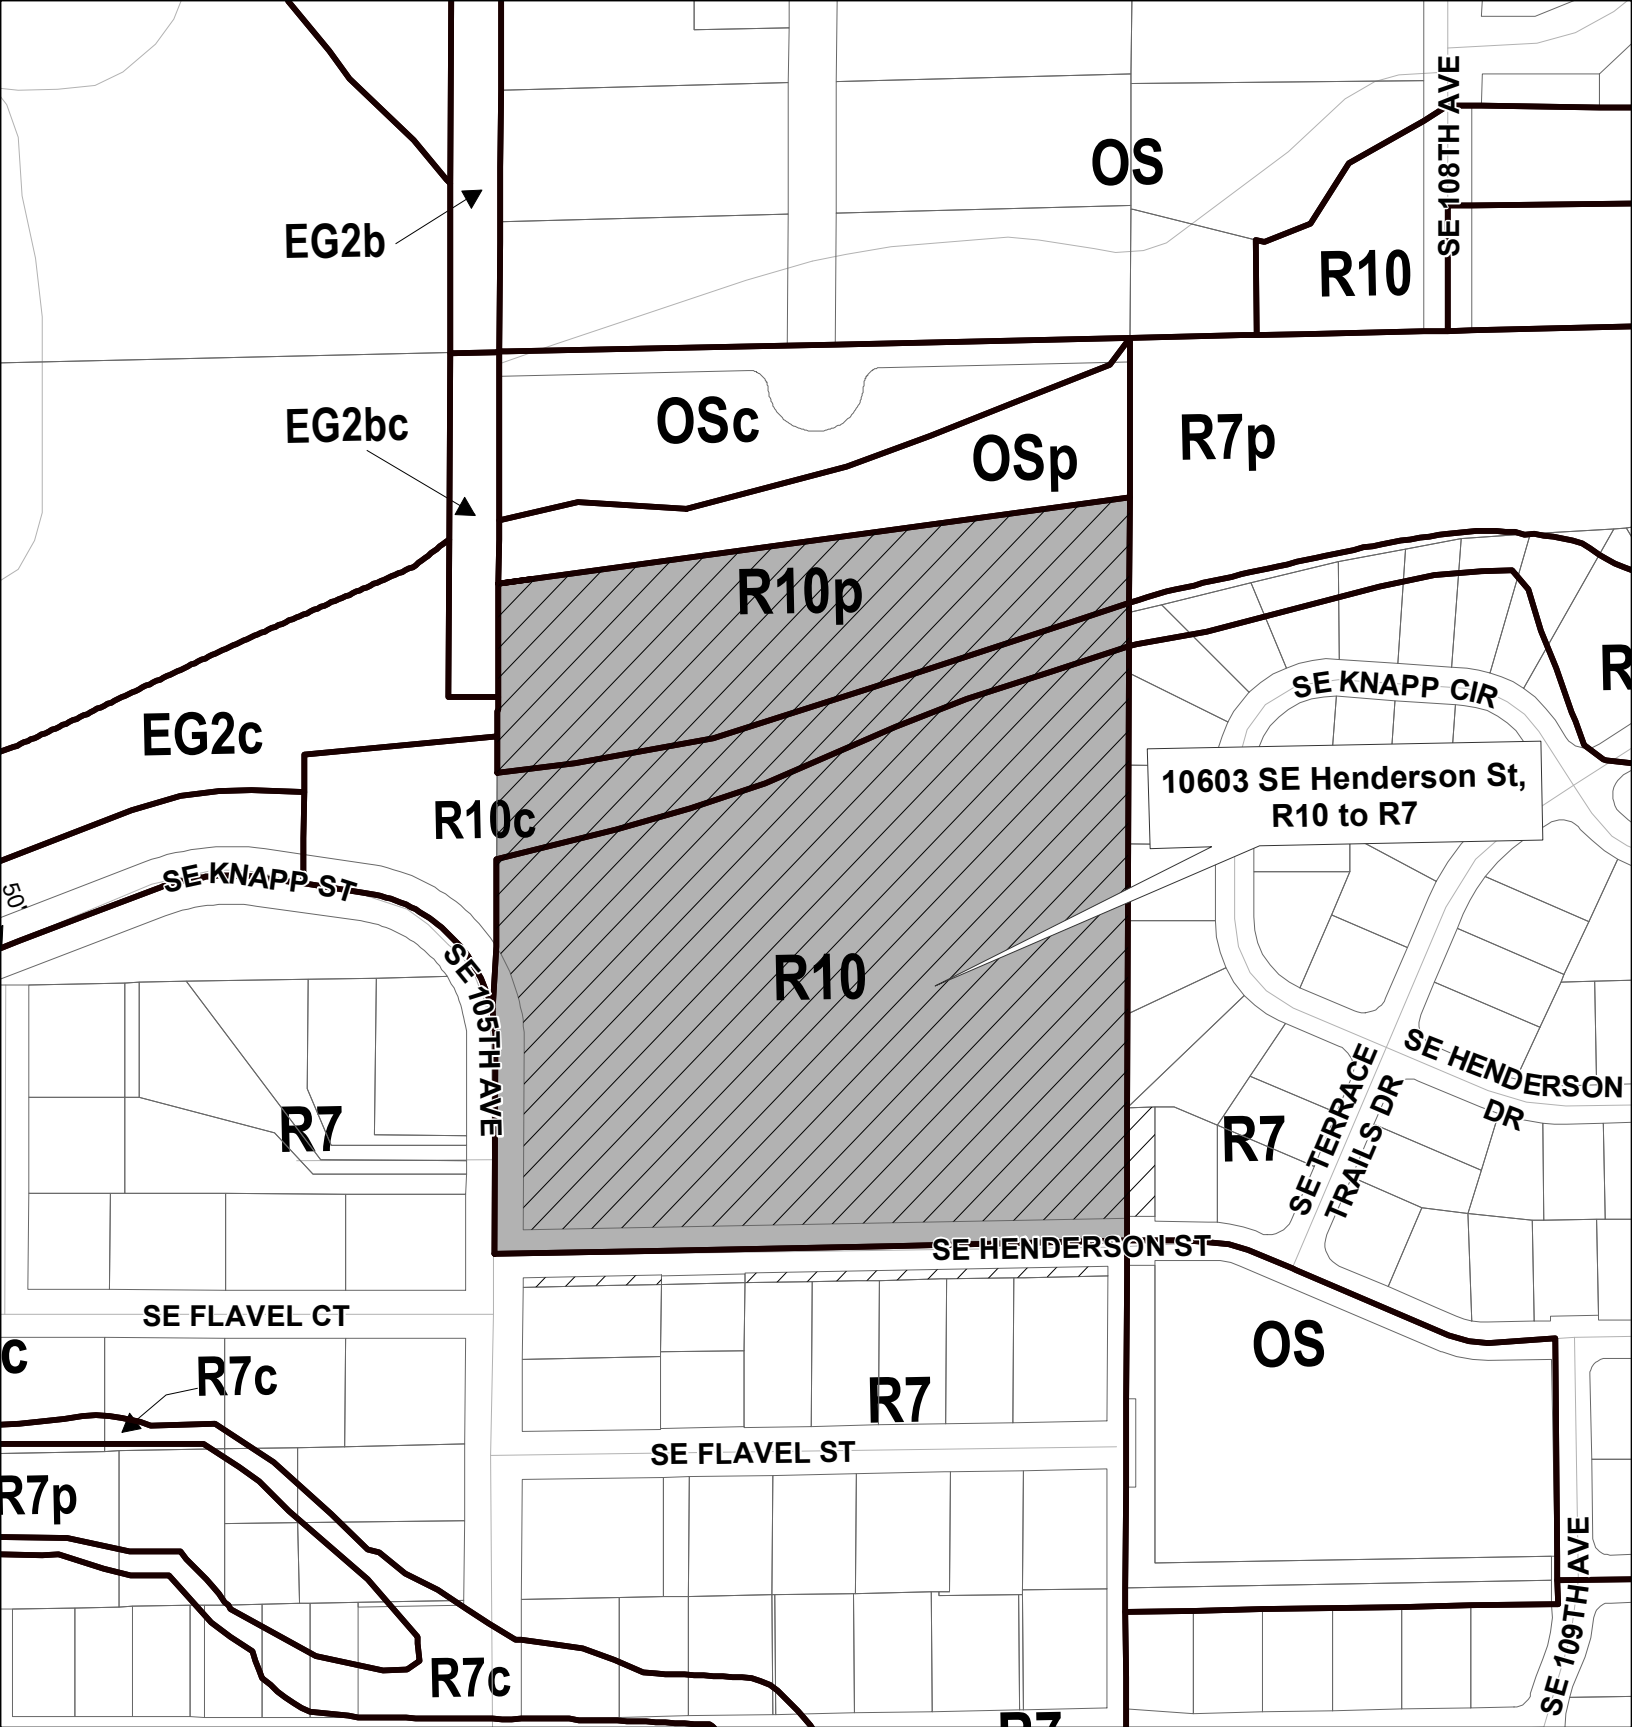 SE 108TH AVE
OS
EG2b
R10
EG2bc
OSc
OSp
R7p
R10p
R
SE KNAPP CIR
EG2c
10603 SE Henderson St,
R10 to R7
R10c
SE KNAPP ST
50'
SE 105TH AVE
R10
SE HENDERSON
DR
SE TERRACE
TRAILS DR
R7
R7
SE HENDERSON ST
SE FLAVEL CT
OS
c
R7c
R7
SE FLAVEL ST
R7p
SE 109TH AVE
R7c
R7